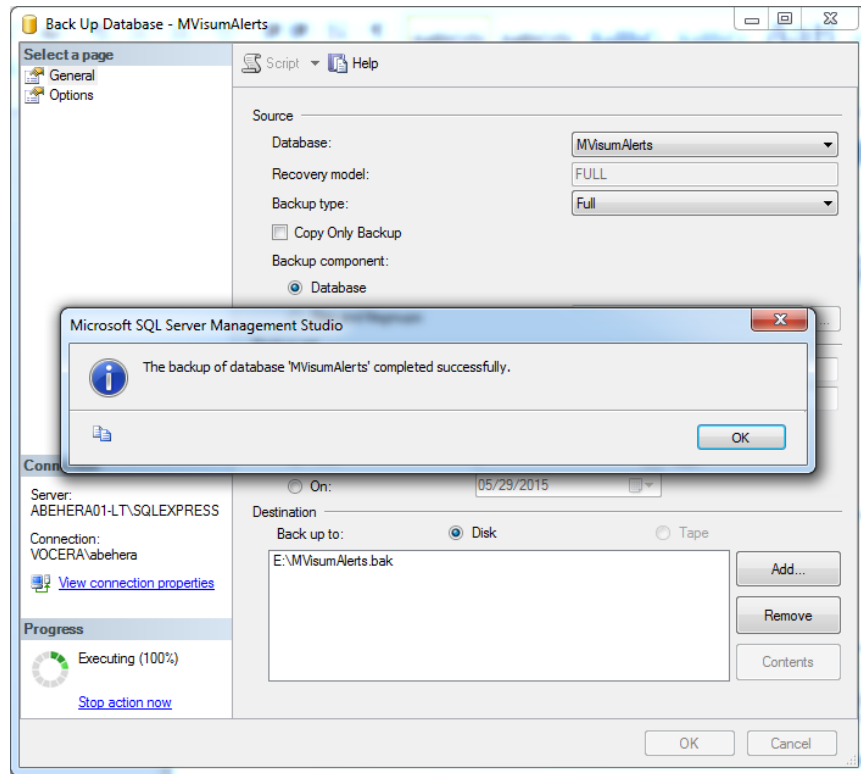 Back Up Database - MVisumAlerts
Select a page
General
Options
Script Help
Source
Database: MVisumAlerts
Recovery model: FULL
Backup type: Full
Copy Only Backup
Backup component:
Database
Microsoft SQL Server Management Studio
The backup of database 'MVisumAlerts' completed successfully.
OK
Server:
ABEHERA01-LT\SQLEXPRESS
Connection:
VOCERA\abehera
View connection properties
Progress
Executing (100%)
Stop action now
On: 05/29/2015
Destination
Back up to: Disk Tape
E:\MVisumAlerts.bak
Add...
Remove
Contents
OK Cancel